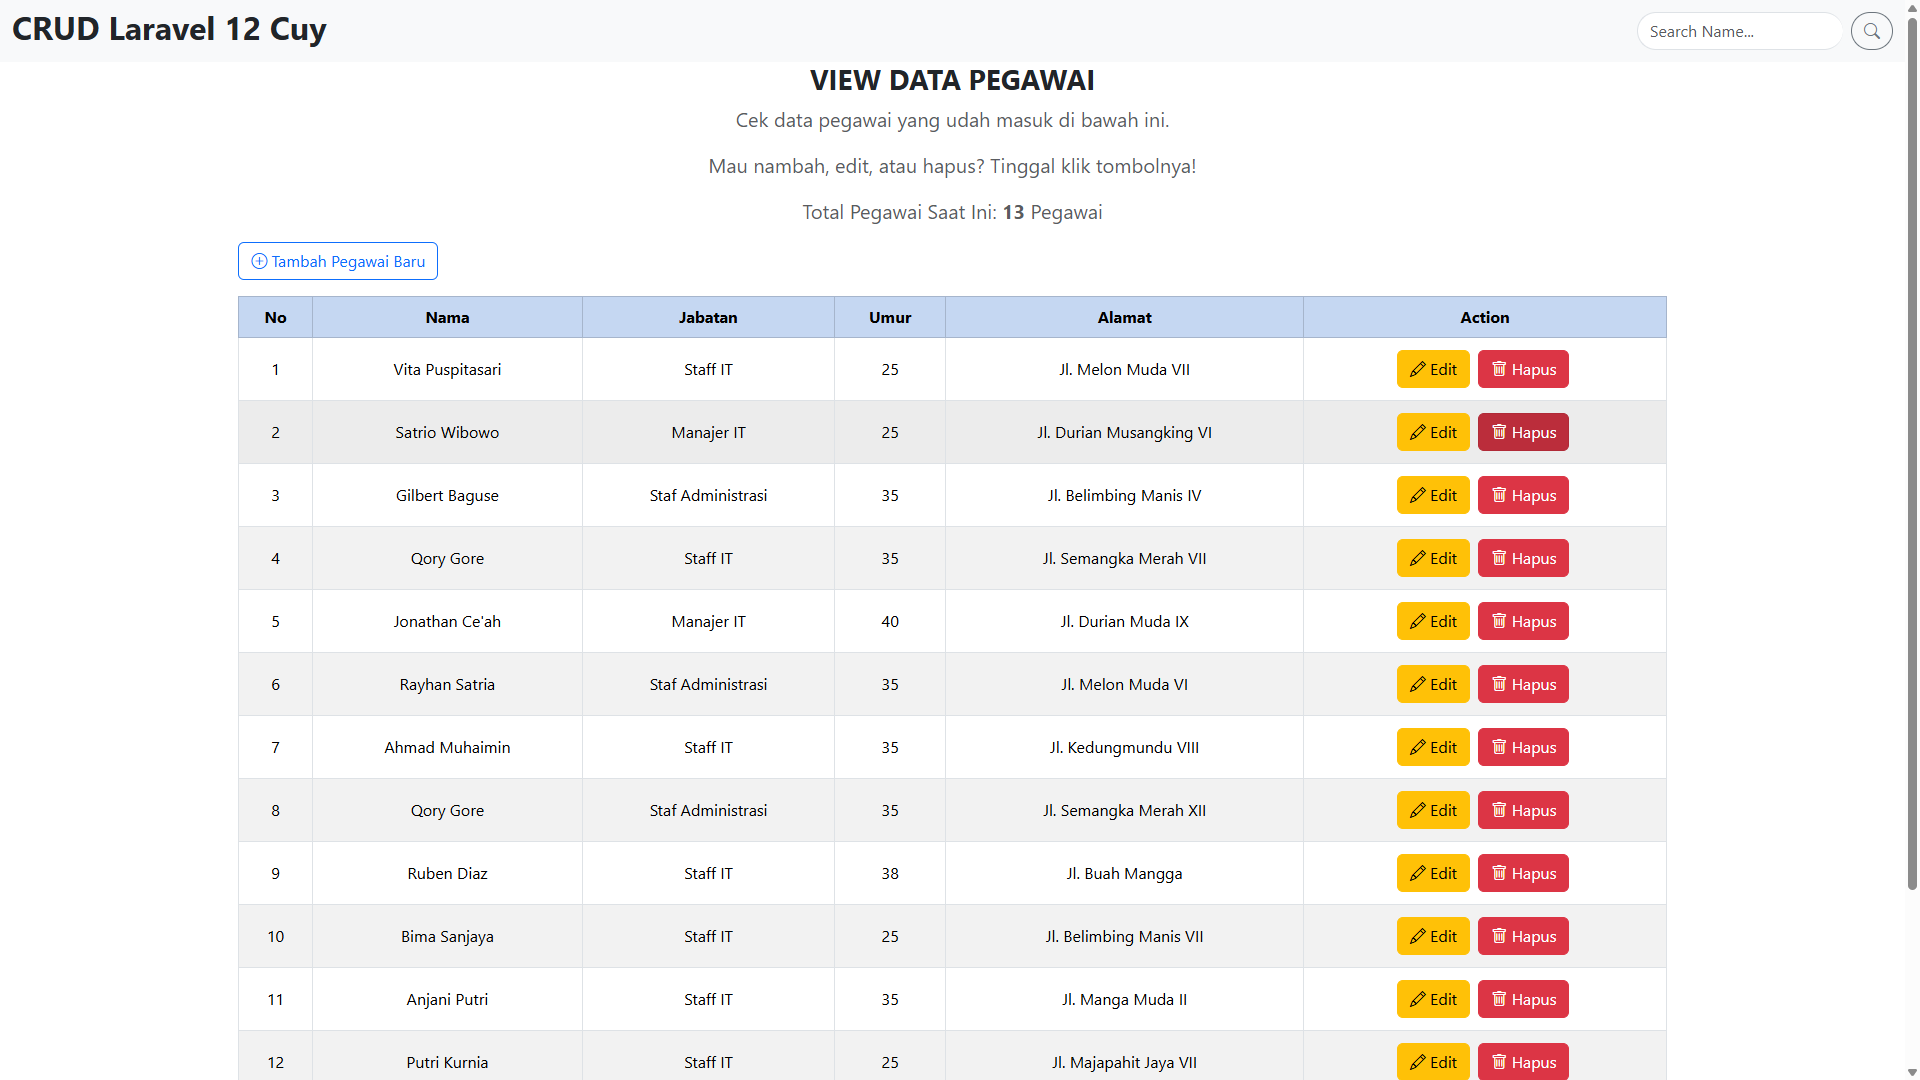 CRUD Laravel 12 Cuy
Search Name...
VIEW DATA PEGAWAI
Cek data pegawai yang udah masuk di bawah ini.
Mau nambah, edit, atau hapus? Tinggal klik tombolnya!
Total Pegawai Saat Ini: 13 Pegawai
Tambah Pegawai Baru
No Nama Jabatan Umur Alamat Action
1 Vita Puspitasari Staff IT 25 Jl. Melon Muda VII Edit Hapus
2 Satrio Wibowo Manajer IT 25 Jl. Durian Musangking VI Edit Hapus
3 Gilbert Baguse Staf Administrasi 35 Jl. Belimbing Manis IV Edit Hapus
4 Qory Gore Staff IT 35 Jl. Semangka Merah VII Edit Hapus
5 Jonathan Ce'ah Manajer IT 40 Jl. Durian Muda IX Edit Hapus
6 Rayhan Satria Staf Administrasi 35 Jl. Melon Muda VI Edit Hapus
7 Ahmad Muhaimin Staff IT 35 Jl. Kedungmundu VIII Edit Hapus
8 Qory Gore Staf Administrasi 35 Jl. Semangka Merah XII Edit Hapus
9 Ruben Diaz Staff IT 38 Jl. Buah Mangga Edit Hapus
10 Bima Sanjaya Staff IT 25 Jl. Belimbing Manis VII Edit Hapus
11 Anjani Putri Staff IT 35 Jl. Manga Muda II Edit Hapus
12 Putri Kurnia Staff IT 25 Jl. Majapahit Jaya VII Edit Hapus